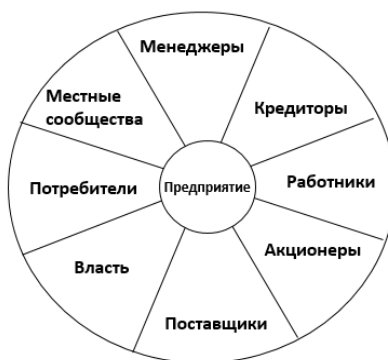 Менеджеры
Кредиторы
Работники
Акционеры
Поставщики
Власть
Потребители
Местные
сообщества
Предприятие